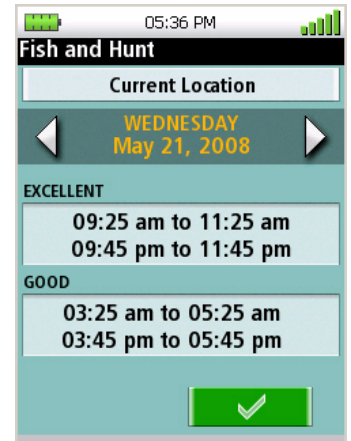 05:36 PM
Fish and Hunt
Current Location
WEDNESDAY
May 21, 2008
EXCELLENT
09:25 am to 11:25 am
09:45 pm to 11:45 pm
GOOD
03:25 am to 05:25 am
03:45 pm to 05:45 pm